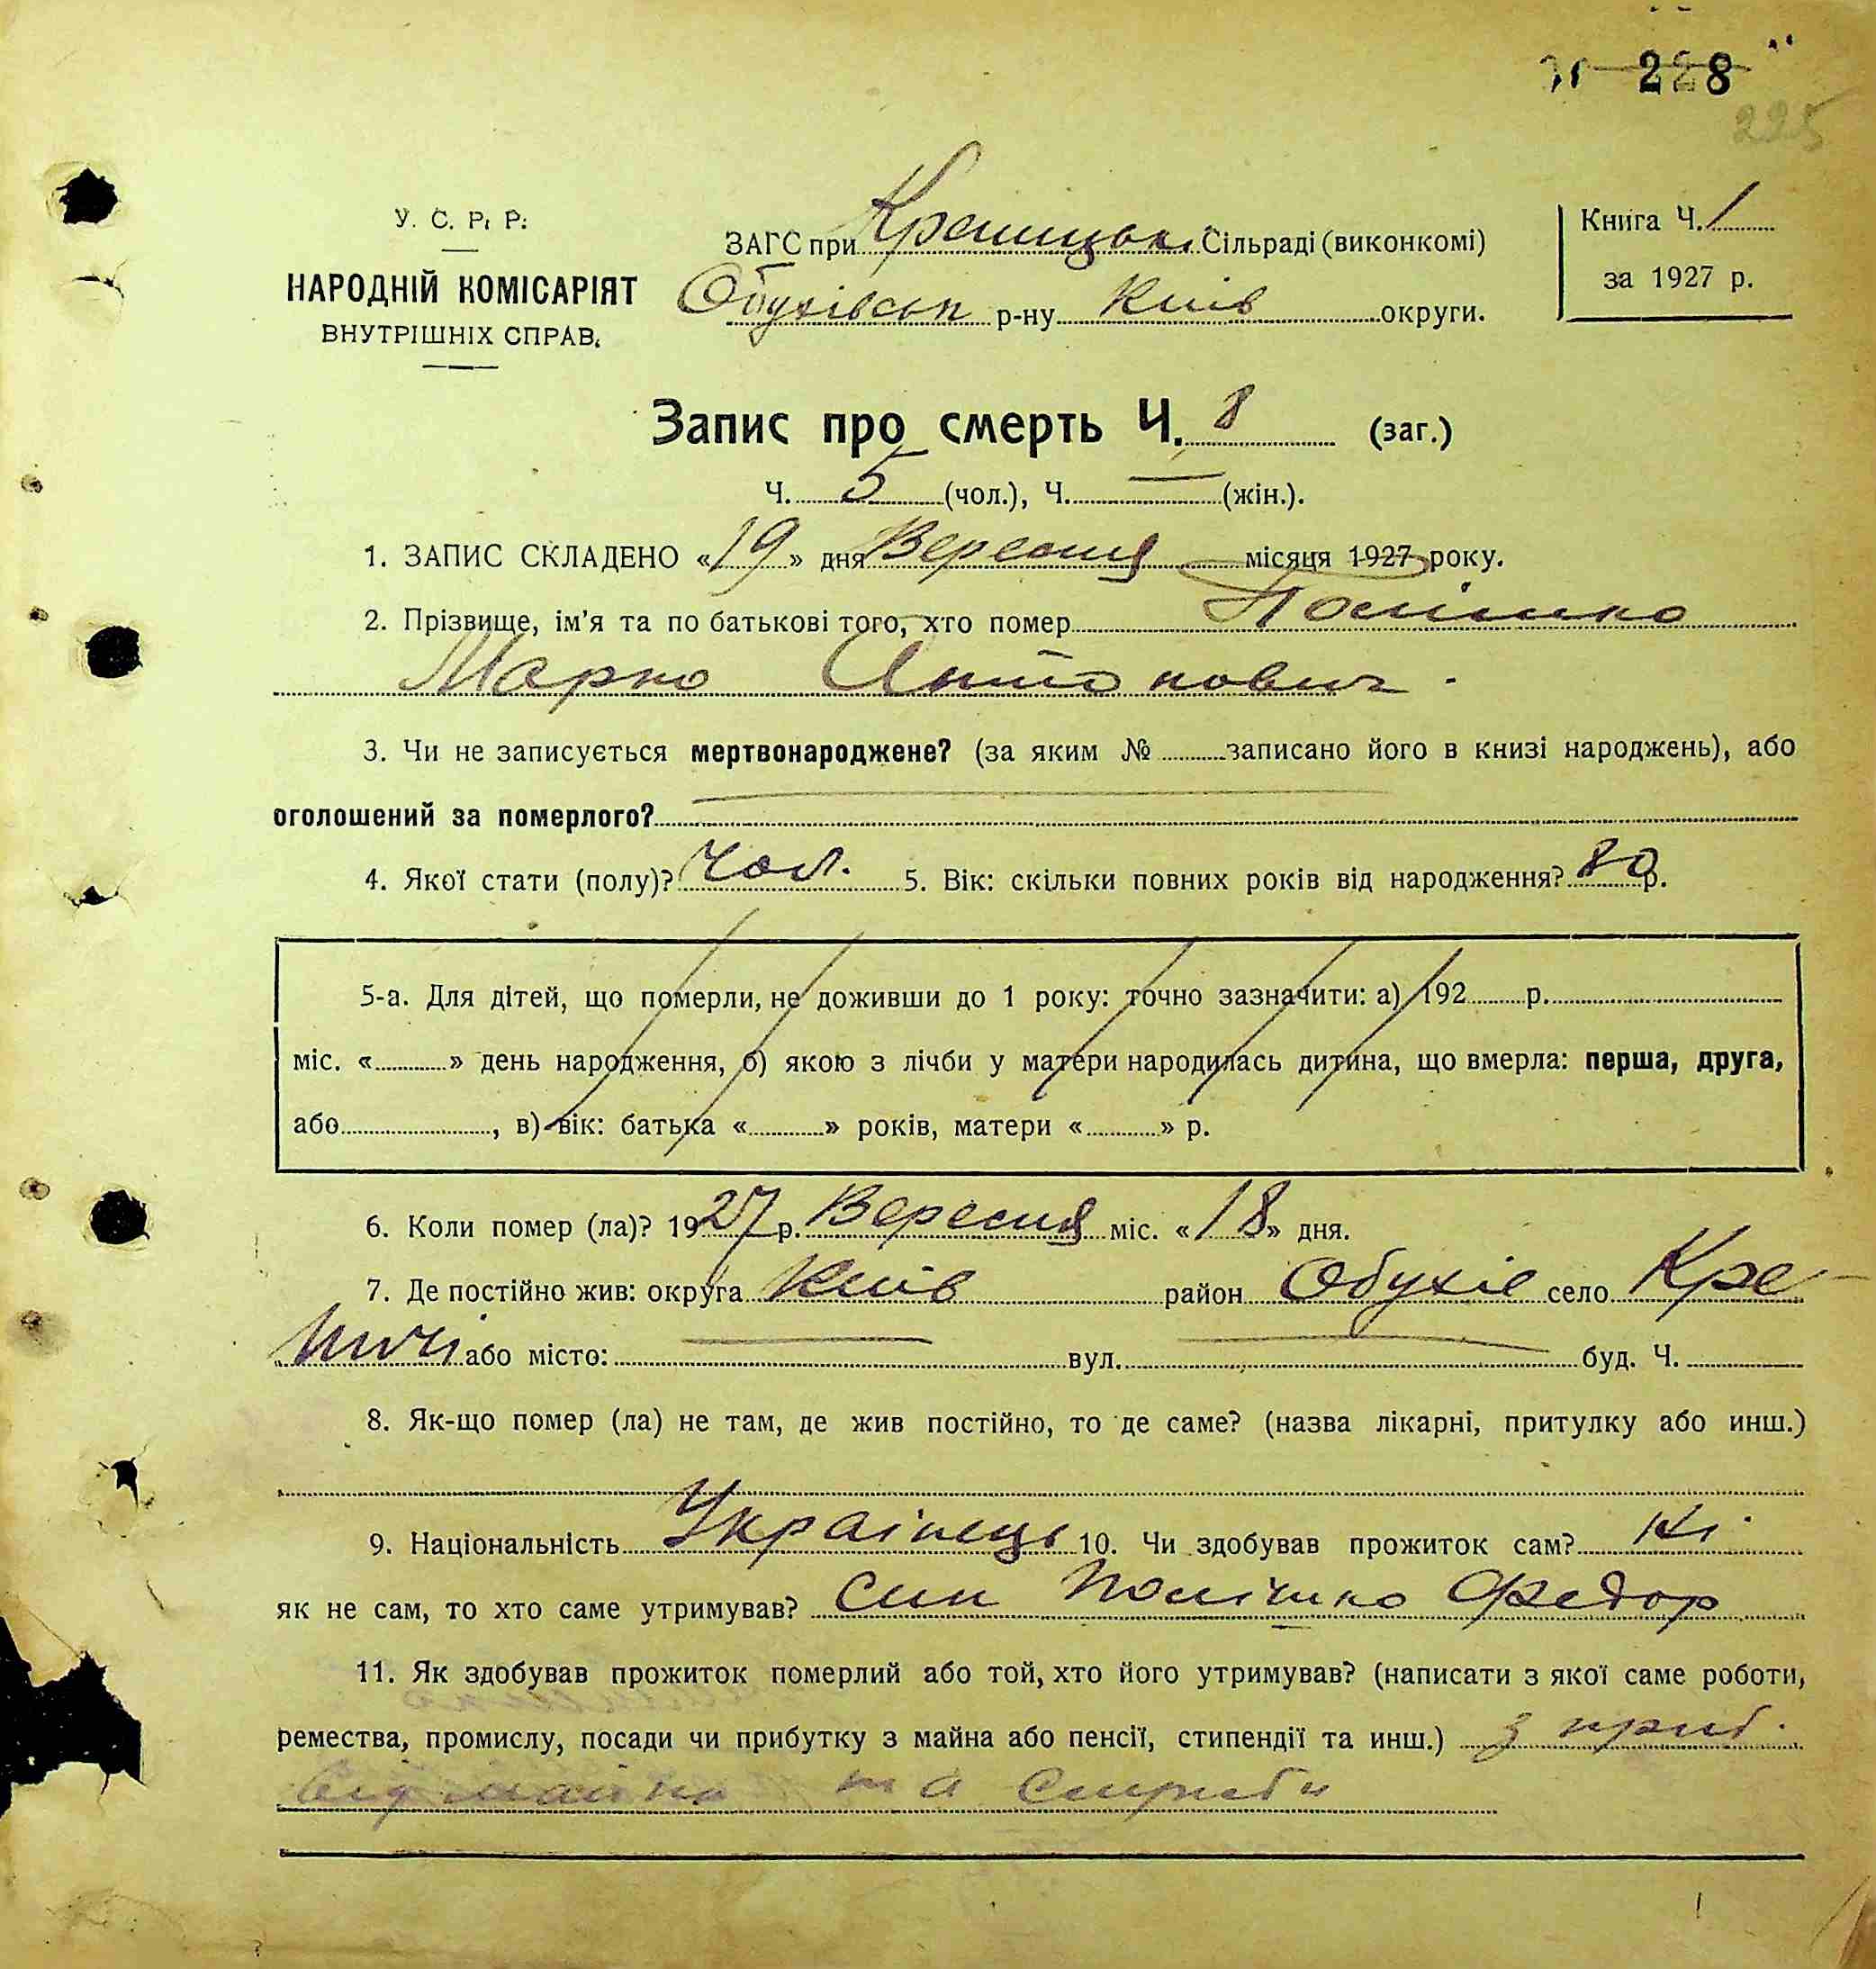 228
225
У. С. Р. Р.
НАРОДНІЙ КОМІСАРІЯТ
ВНУТРІШНІХ СПРАВ.
ЗАГС при Креницькі Сільраді (виконкомі)
Обухівськ р-ну Київ округи.
Книга Ч. 1
за 1927 р.
Запис про смерть Ч. 8 (заг.)
Ч. 5 (чол.), Ч. — (жін.).
1. ЗАПИС СКЛАДЕНО «19» дня Вересня місяця 1927 року.
2. Прізвище, ім'я та по батькові того, хто помер
Марко Антонович.
3. Чи не записується мертвонароджене? (за яким № записано його в книзі народжень), або
оголошений за померлого?
4. Якої стати (полу)? Чол. 5. Вік: скільки повних років від народження? 80 р.
5-а. Для дітей, що померли, не доживши до 1 року: точно зазначити: а) 192 р.
міс. « » день народження, б) якою з лічби у матери народилась дитина, що вмерла: перша, друга,
або , в) вік: батька « » років, матери « » р.
6. Коли помер (ла)? 1927 р. Вересня міс. «18» дня.
7. Де постійно жив: округа Київ район Обухів село Кре-
ничі або місто: — вул. — буд. Ч.
8. Як-що помер (ла) не там, де жив постійно, то де саме? (назва лікарні, притулку або инш.)
9. Національність Українець 10. Чи здобував прожиток сам? Ні
як не сам, то хто саме утримував? Син Федор
11. Як здобував прожиток померлий або той, хто його утримував? (написати з якої саме роботи,
ремества, промислу, посади чи прибутку з майна або пенсії, стипендії та инш.) з приб.
від майна та